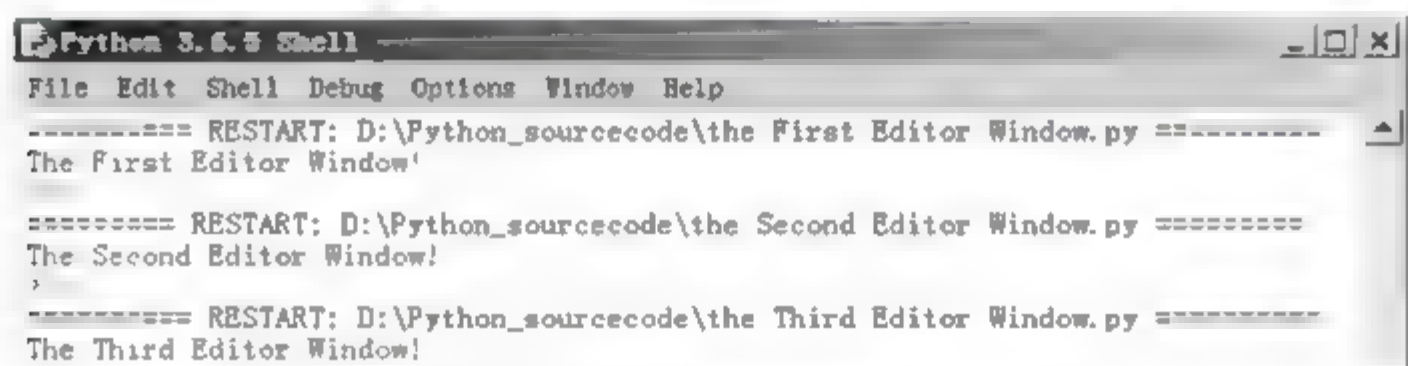 Python 3.6.5 Shell
File Edit Shell Debug Options Window Help
========== RESTART: D:\Python_sourcecode\the First Editor Window.py ==========
The First Editor Window!
========= RESTART: D:\Python_sourcecode\the Second Editor Window.py =========
The Second Editor Window!
========== RESTART: D:\Python_sourcecode\the Third Editor Window.py ==========
The Third Editor Window!